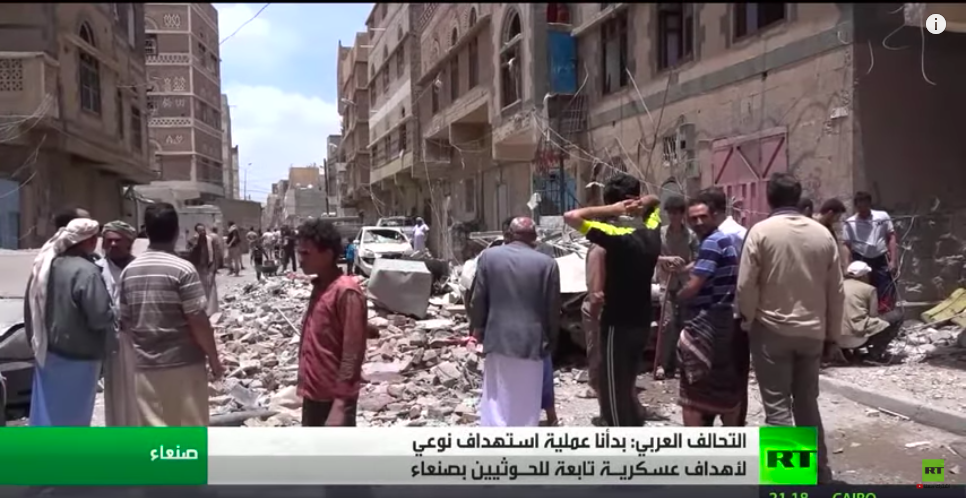 التحالف العربي: بدأنا عملية استهداف نوعي
لأهداف عسكرية تابعة للحوثيين بصنعاء
صنعاء
RT
RT
21:18 CAIRO